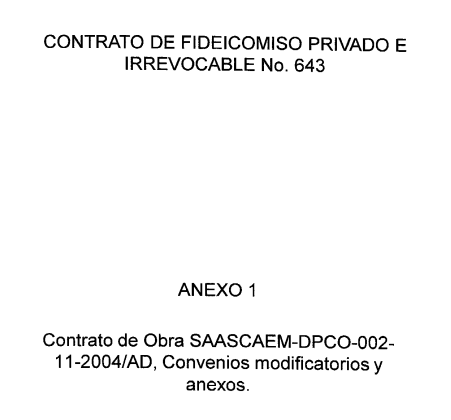 CONTRATO DE FIDEICOMISO PRIVADO E
IRREVOCABLE No. 643
ANEXO 1
Contrato de Obra SAASCAEM-DPCO-002-
11-2004/AD, Convenios modificatorios y
anexos.